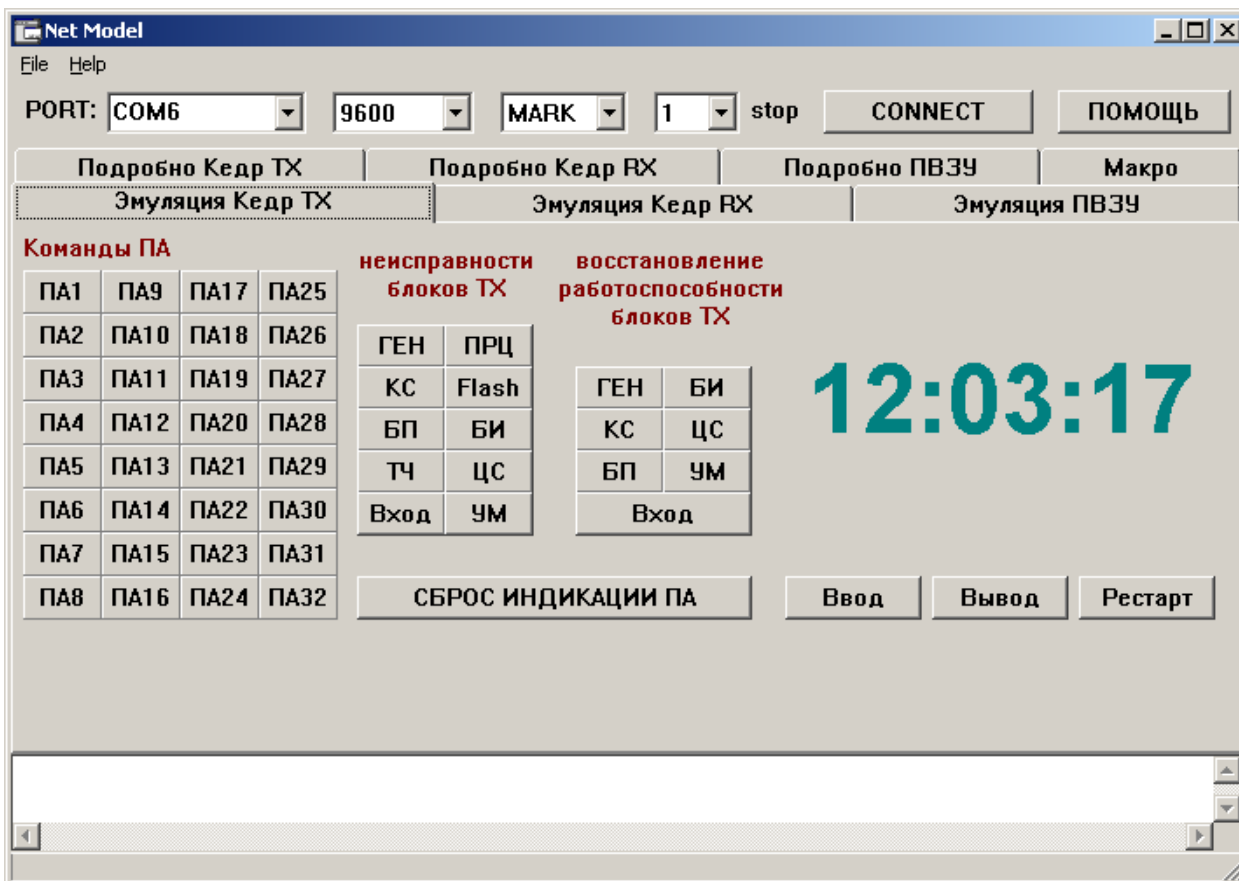 Net Model
File Help
PORT: COM6 9600 MARK 1 stop CONNECT ПОМОЩЬ
Подробно Кедр TX Подробно Кедр RX Подробно ПВЗУ Макро
Эмуляция Кедр TX Эмуляция Кедр RX Эмуляция ПВЗУ
Команды ПА
ПА1 ПА9 ПА17 ПА25
ПА2 ПА10 ПА18 ПА26
ПА3 ПА11 ПА19 ПА27
ПА4 ПА12 ПА20 ПА28
ПА5 ПА13 ПА21 ПА29
ПА6 ПА14 ПА22 ПА30
ПА7 ПА15 ПА23 ПА31
ПА8 ПА16 ПА24 ПА32
неисправности
блоков TX
ГЕН ПРЦ
КС Flash
БП БИ
ТЧ ЦС
Вход УМ
восстановление
работоспособности
блоков TX
ГЕН БИ
КС ЦС
БП УМ
Вход
12:03:17
СБРОС ИНДИКАЦИИ ПА
Ввод Вывод Рестарт